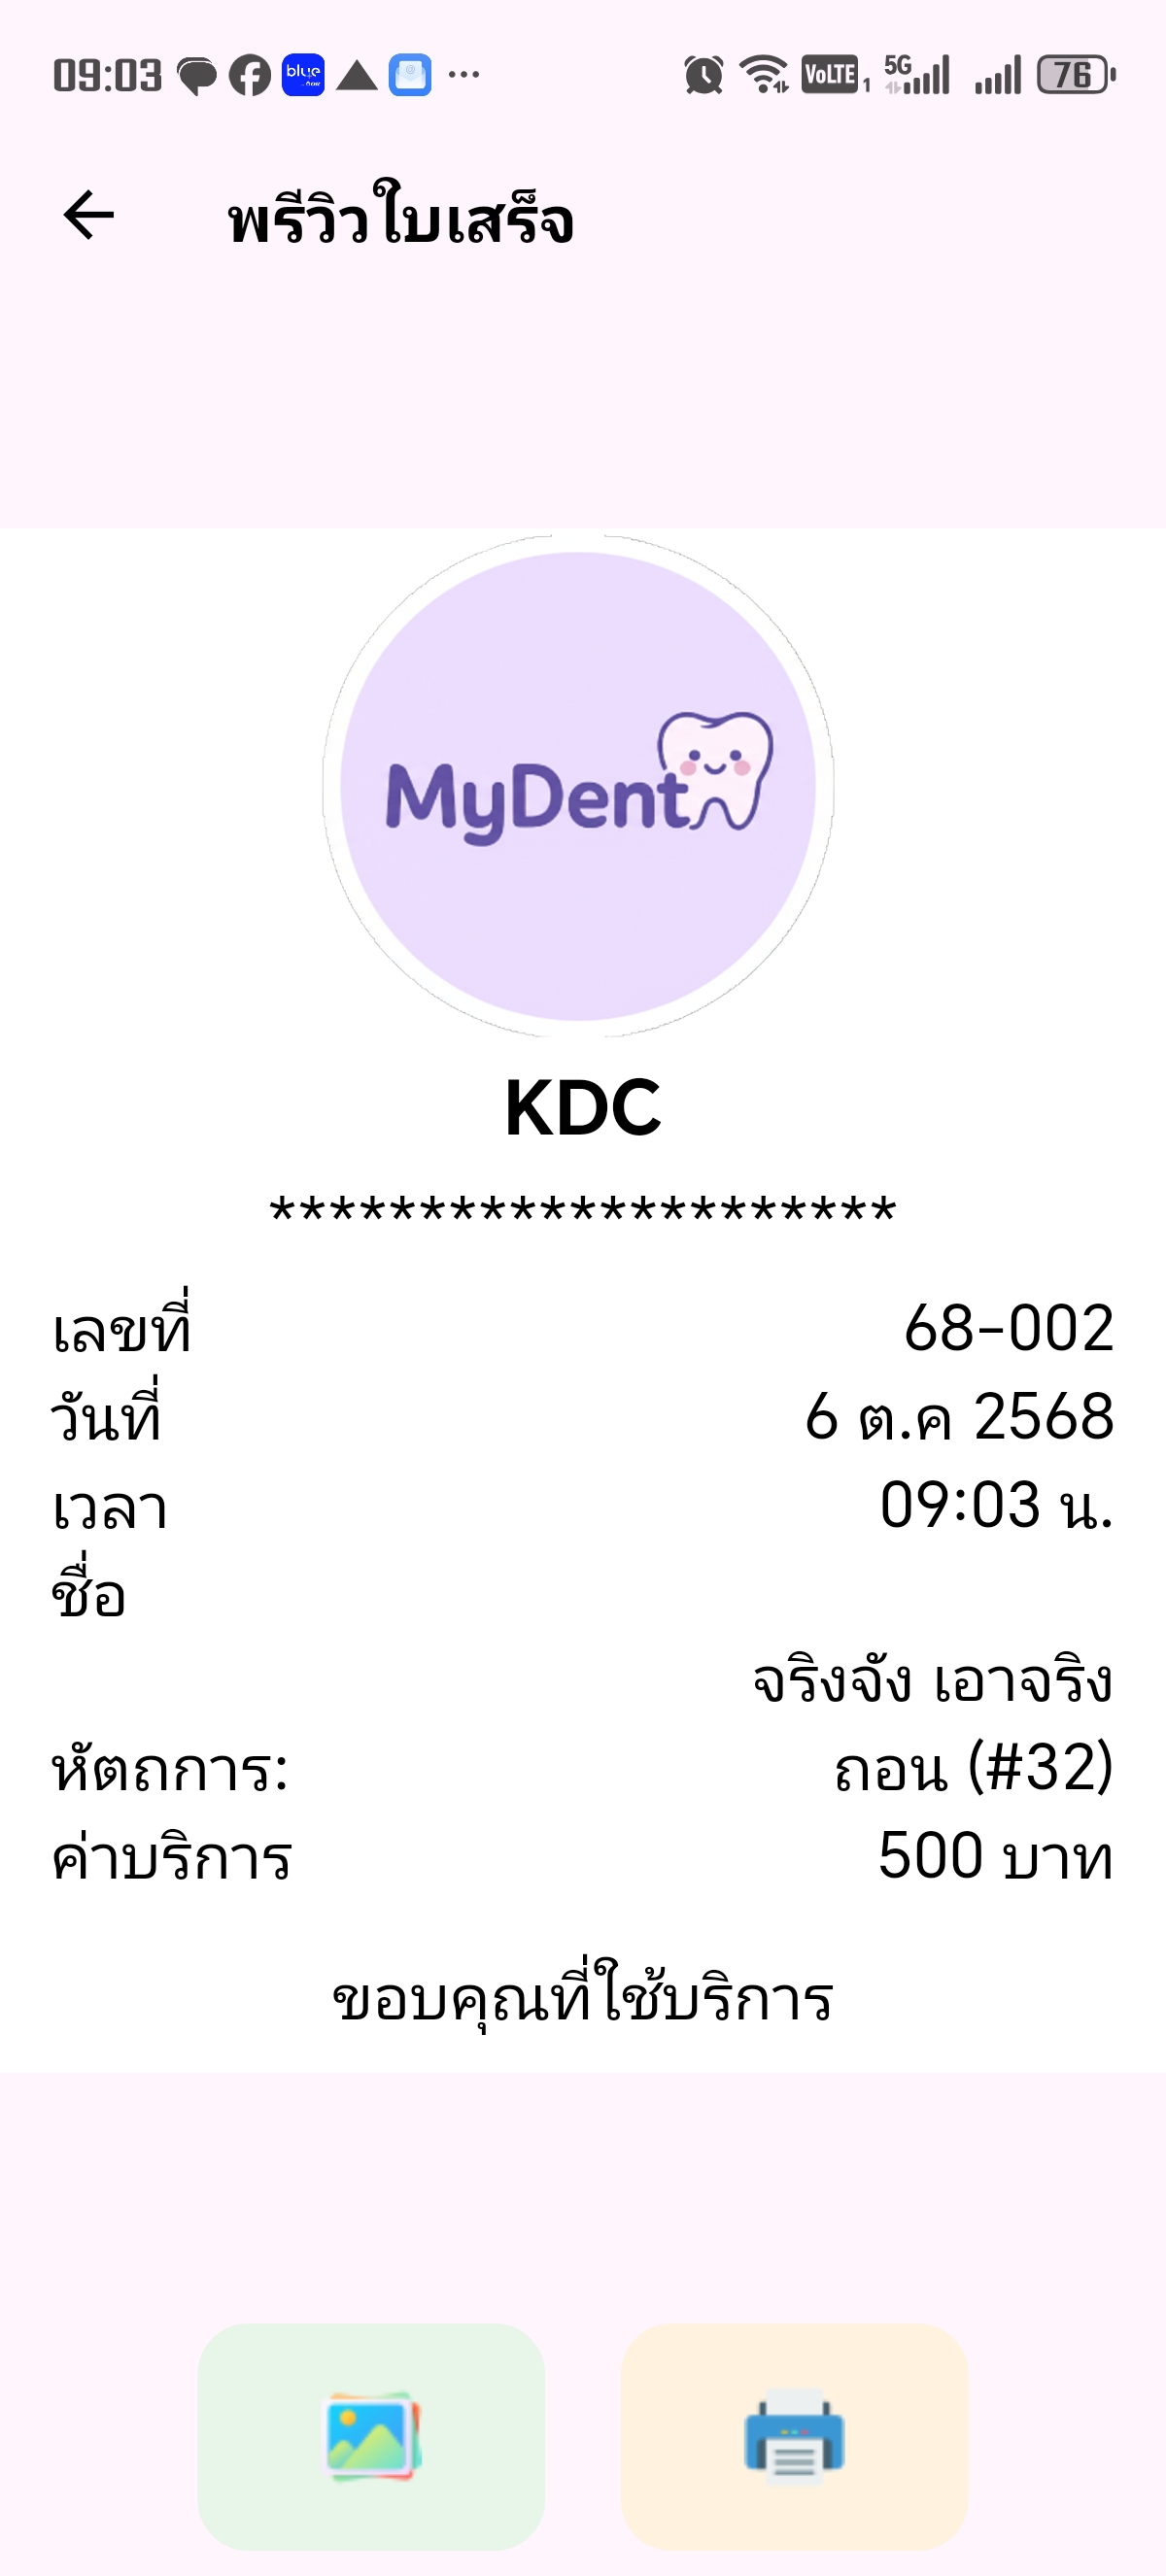 09:03 blue VoLTE 1 5G 76
พรีวิวใบเสร็จ
MyDent
KDC
*********************
เลขที่ 68-002
วันที่ 6 ต.ค 2568
เวลา 09:03 น.
ชื่อ
จริงจัง เอาจริง
หัตถการ: ถอน (#32)
ค่าบริการ 500 บาท
ขอบคุณที่ใช้บริการ